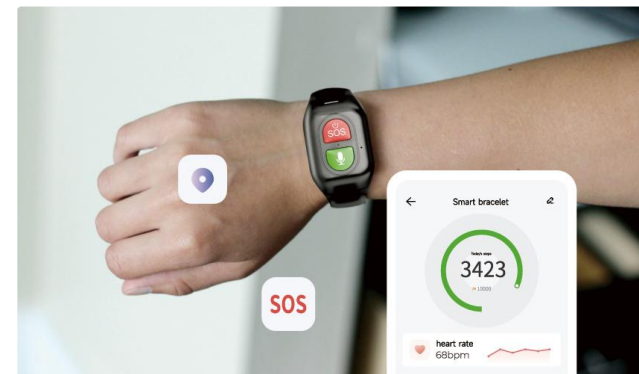 SOS
Smart bracelet
Today's steps
3423
10000
SOS
heart rate
68bpm